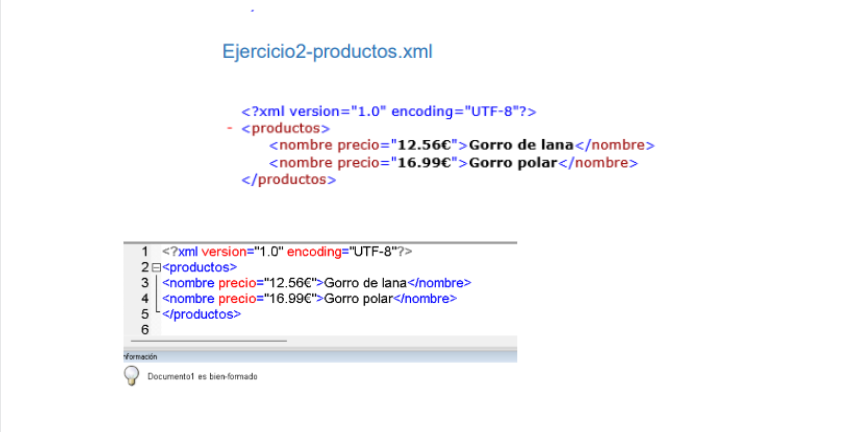 Ejercicio2-productos.xml
<?xml version="1.0" encoding="UTF-8"?>
- <productos>
<nombre precio="12.56€">Gorro de lana</nombre>
<nombre precio="16.99€">Gorro polar</nombre>
</productos>
1 <?xml version="1.0" encoding="UTF-8"?>
2 <productos>
3 <nombre precio="12.56€">Gorro de lana</nombre>
4 <nombre precio="16.99€">Gorro polar</nombre>
5 </productos>
6
nformación
Documento1 es bien-formado